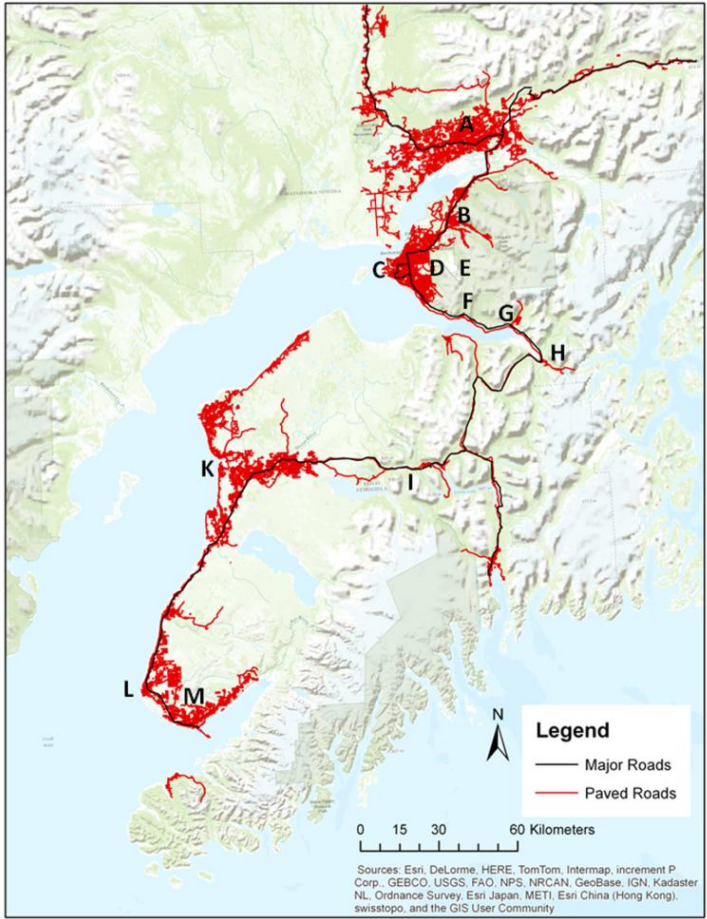 A
B
C
D
E
F
G
H
K
I
L
M
N
Legend
Major Roads
Paved Roads
0 15 30 60 Kilometers
Sources: Esri, DeLorme, HERE, TomTom, Intermap, increment P
Corp., GEBCO, USGS, FAO, NPS, NRCAN, GeoBase, IGN, Kadaster
NL, Ordnance Survey, Esri Japan, METI, Esri China (Hong Kong),
swisstopo, and the GIS User Community